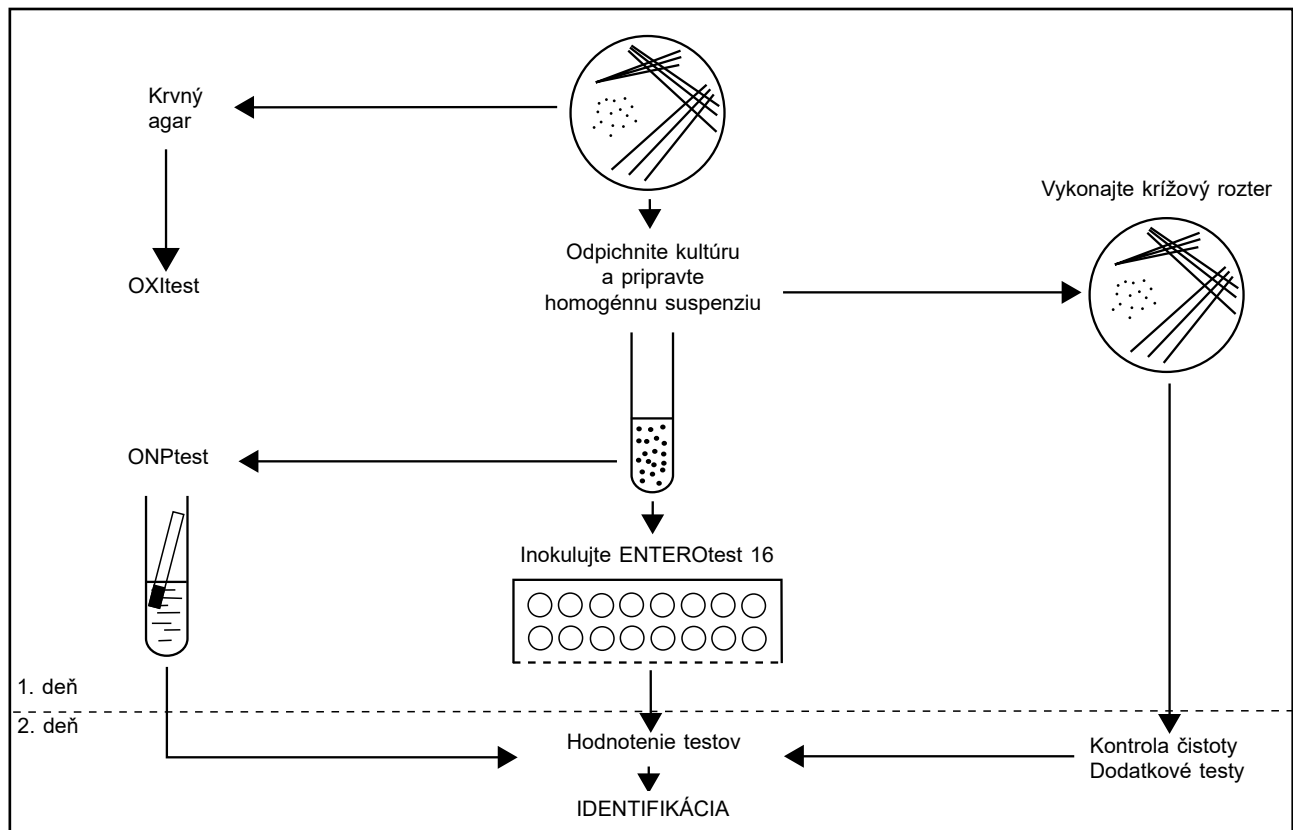 Krvný
agar
Vykonajte krížový rozter
Odpichnite kultúru
a pripravte
homogénnu suspenziu
OXItest
ONPtest
Inokulujte ENTEROtest 16
1. deň
2. deň
Hodnotenie testov
Kontrola čistoty
Dodatkové testy
IDENTIFIKÁCIA